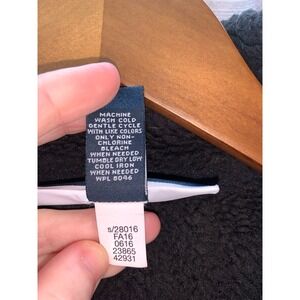 MACHINE
WASH COLD
GENTLE CYCLE
WITH LIKE COLORS
ONLY NON-
CHLORINE
BLEACH
WHEN NEEDED
TUMBLE DRY LOW
COOL IRON
WHEN NEEDED
WPL 8096
s/28016
FA16
0616
23865
42931